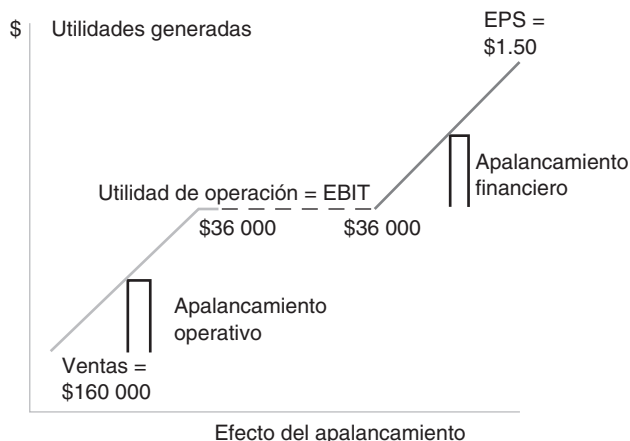 $ Utilidades generadas
EPS =
$1.50
Apalancamiento
financiero
Utilidad de operación = EBIT
$36 000 $36 000
Apalancamiento
operativo
Ventas =
$160 000
Efecto del apalancamiento